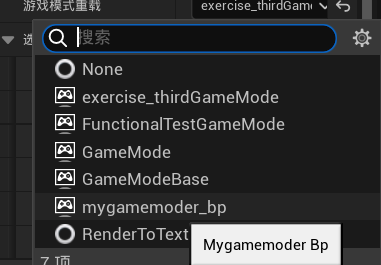 游戏模式重载
exercise_thirdGam
搜索
None
exercise_thirdGameMode
FunctionalTestGameMode
GameMode
GameModeBase
mygamemoder_bp
RenderToText
Mygamemoder Bp
7 项